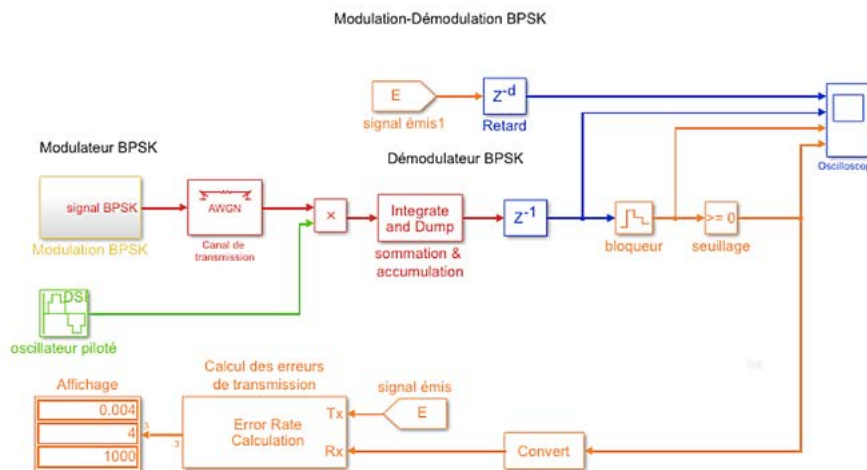 Modulation-Démodulation BPSK
E
signal émis1
Z-d
Retard
Oscilloscop
Modulateur BPSK
Démodulateur BPSK
signal BPSK
Modulation BPSK
AWGN
Canal de
transmission
×
Integrate
and Dump
sommation &
accumulation
Z-1
bloqueur
>= 0
seuillage
DSP
oscillateur piloté
Affichage
0.004
4
1000
3
3
Calcul des erreurs
de transmission
Error Rate
Calculation
Tx
Rx
signal émis
E
Convert